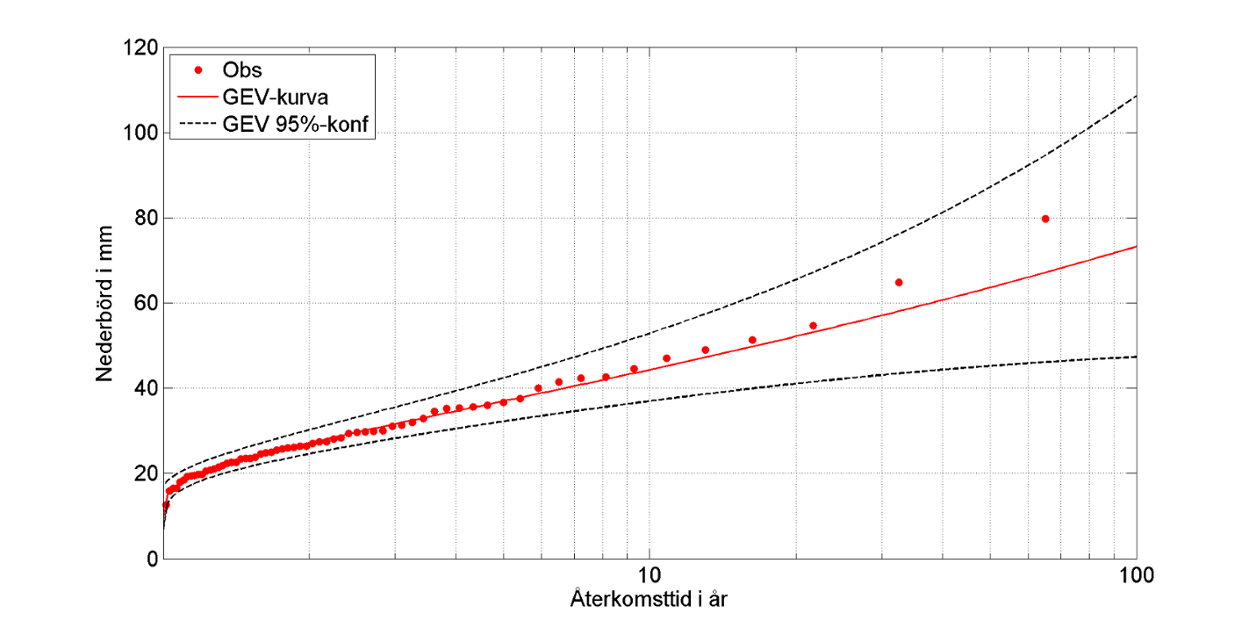 120
100
80
60
40
20
0
Nederbörd i mm
Obs
GEV-kurva
GEV 95%-konf
10
100
Återkomsttid i år